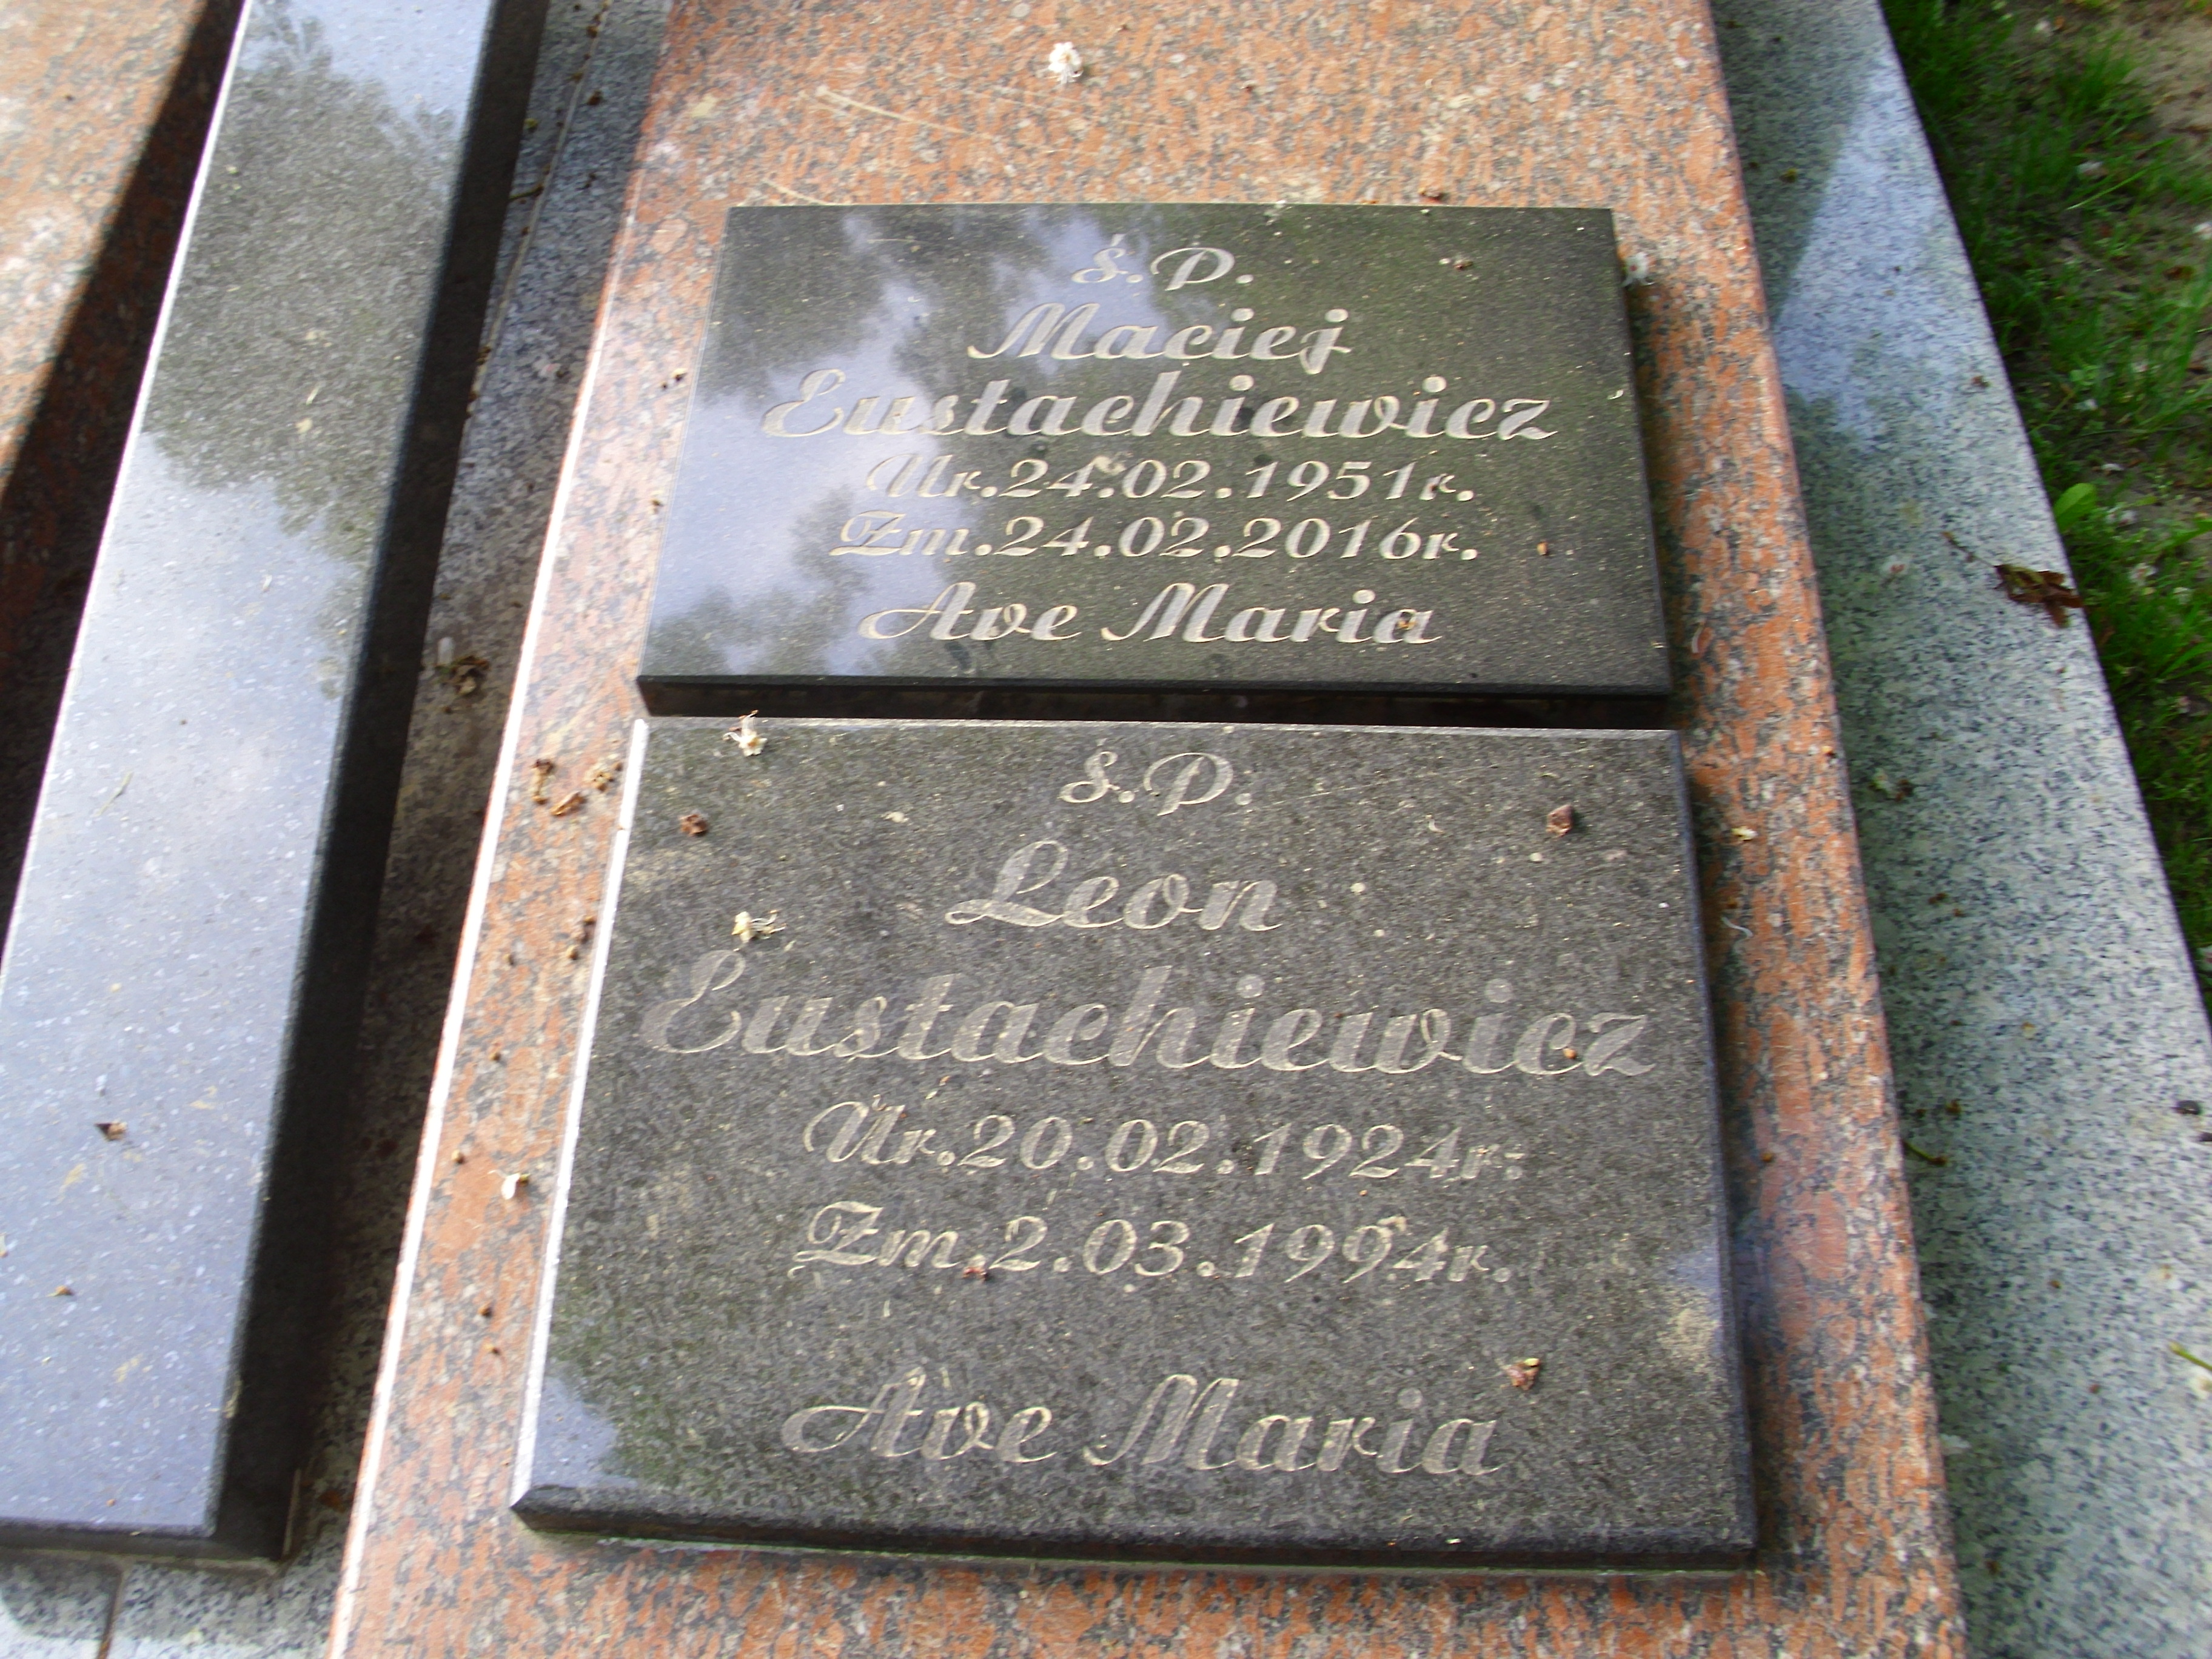 Ś.P.
Maciej
Eustachiewicz
Ur.24.02.1951r.
Zm.24.02.2016r.
Ave Maria
Ś.P.
Leon
Eustachiewicz
Ur.20.02.1924r.
Zm.2.03.1994r.
Ave Maria